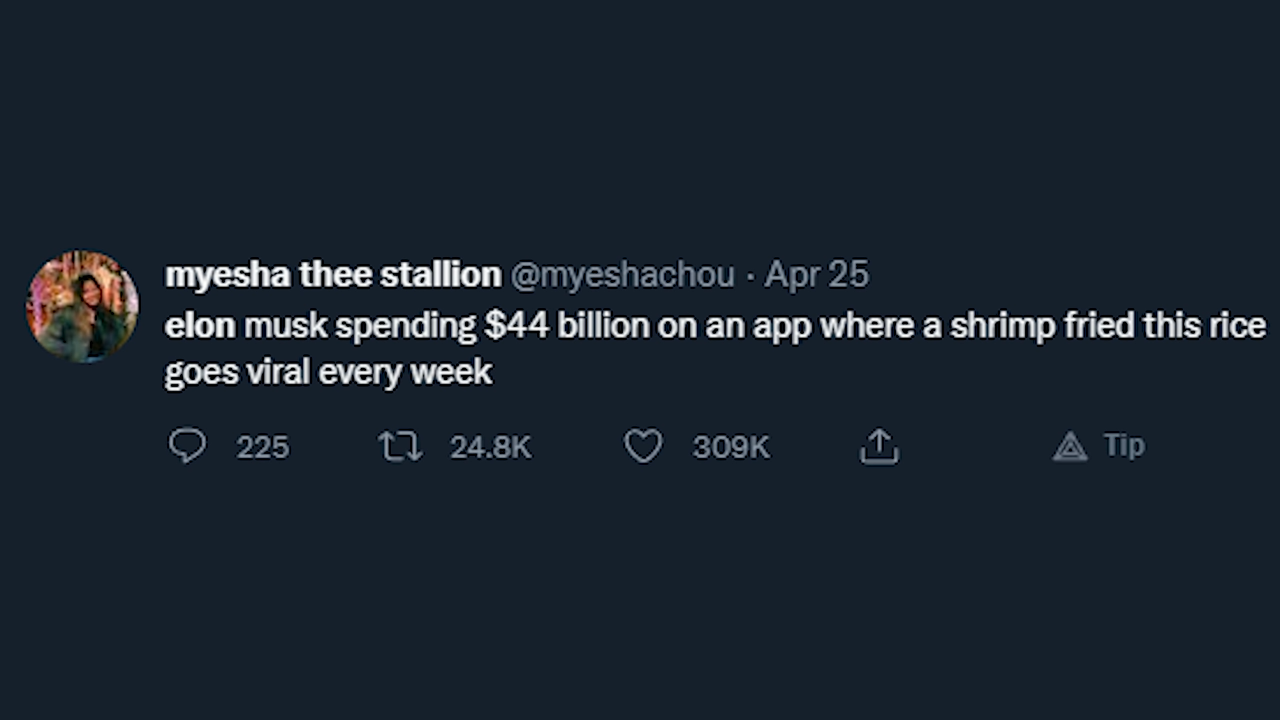 myesha thee stallion @myeshachou · Apr 25
elon musk spending $44 billion on an app where a shrimp fried this rice
goes viral every week
225 24.8K 309K Tip